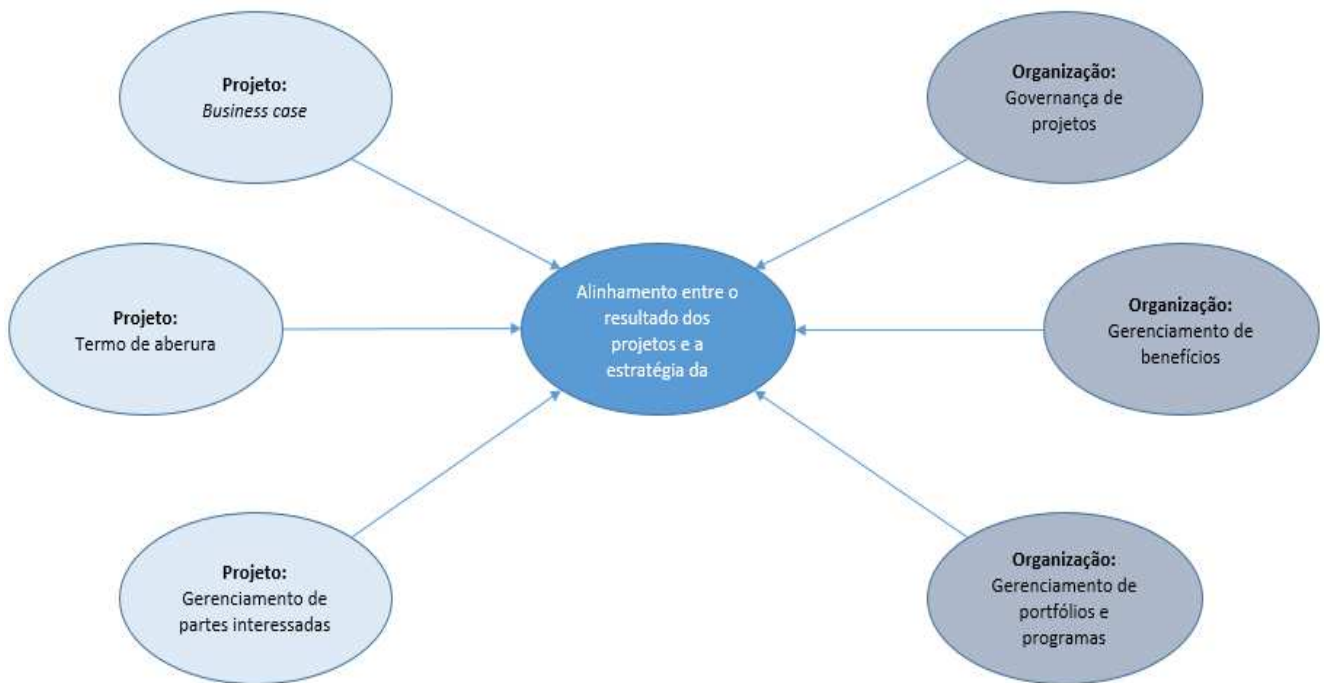 Projeto:
Business case
Organização:
Governança de
projetos
Projeto:
Termo de aberura
Alinhamento entre o
resultado dos
projetos e a
estratégia da
Organização:
Gerenciamento de
benefícios
Projeto:
Gerenciamento de
partes interessadas
Organização:
Gerenciamento de
portfólios e
programas